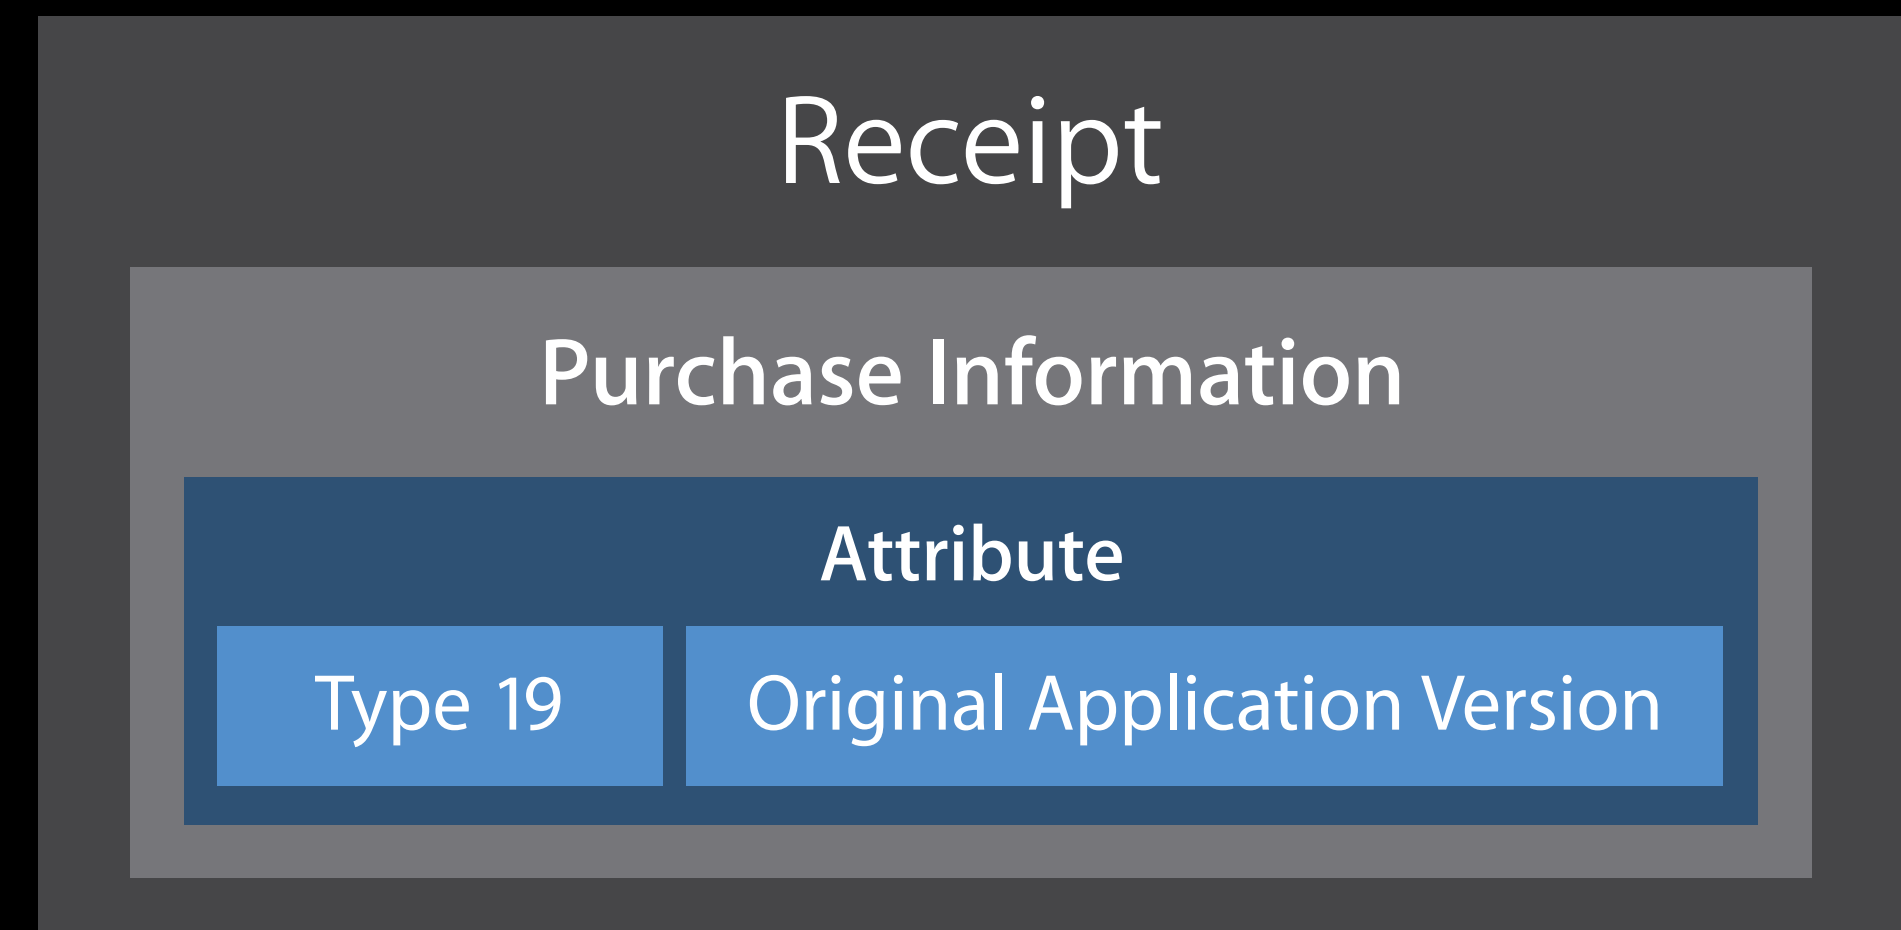 Receipt
Purchase Information
Attribute
Type 19
Original Application Version